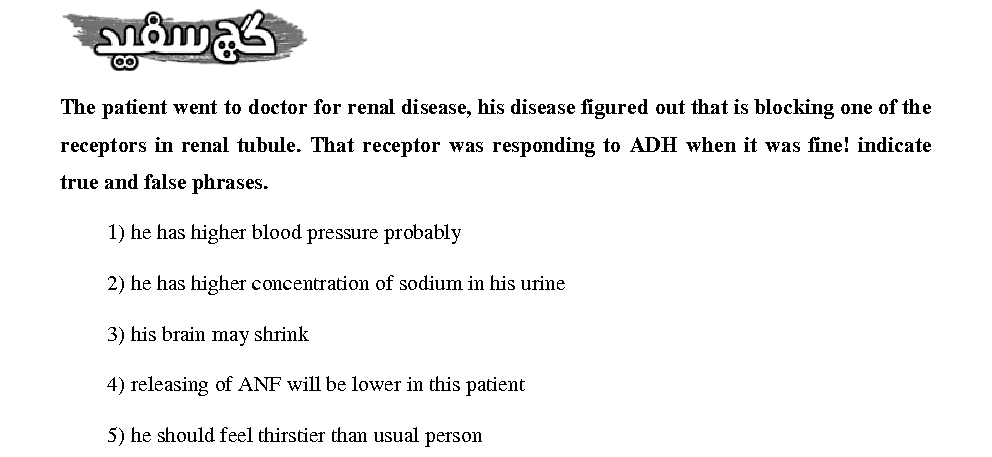 گچ سفید
The patient went to doctor for renal disease, his disease figured out that is blocking one of the
receptors in renal tubule. That receptor was responding to ADH when it was fine! indicate
true and false phrases.
1) he has higher blood pressure probably
2) he has higher concentration of sodium in his urine
3) his brain may shrink
4) releasing of ANF will be lower in this patient
5) he should feel thirstier than usual person